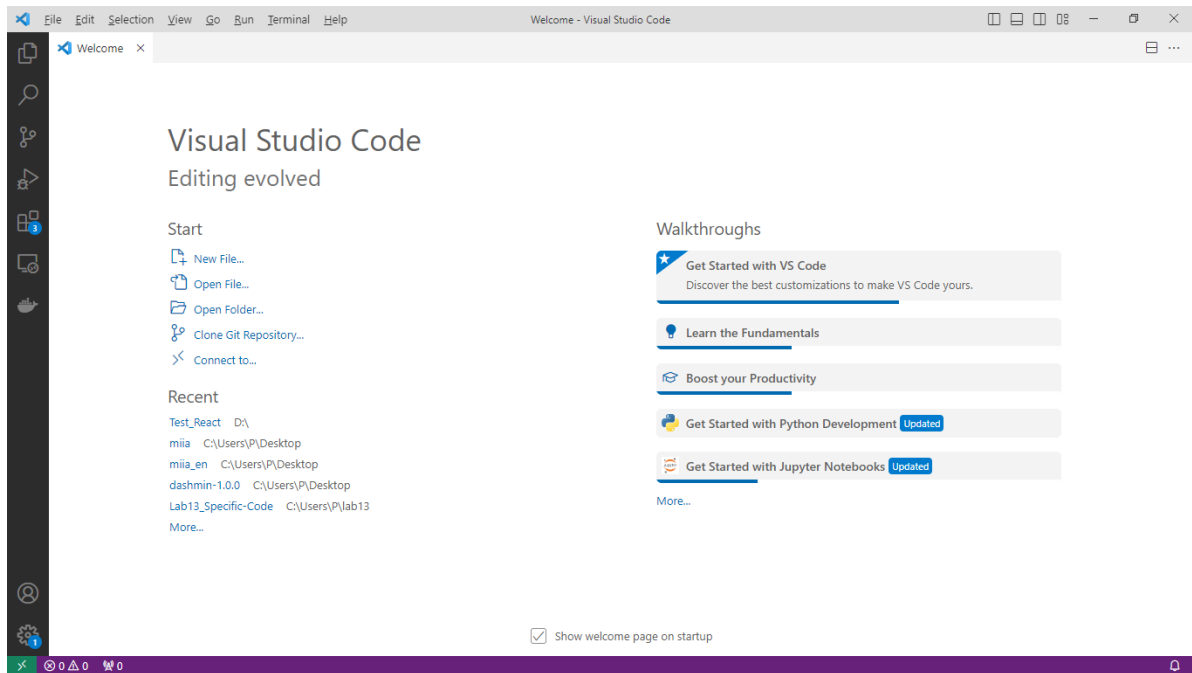 File Edit Selection View Go Run Terminal Help Welcome - Visual Studio Code
Welcome
Visual Studio Code
Editing evolved
Start
New File...
Open File...
Open Folder...
Clone Git Repository...
Connect to...
Recent
Test_React D:\
miia C:\Users\P\Desktop
miia_en C:\Users\P\Desktop
dashmin-1.0.0 C:\Users\P\Desktop
Lab13_Specific-Code C:\Users\P\lab13
More...
Walkthroughs
Get Started with VS Code
Discover the best customizations to make VS Code yours.
Learn the Fundamentals
Boost your Productivity
Get Started with Python Development Updated
Get Started with Jupyter Notebooks Updated
More...
3
1
Show welcome page on startup
0 0 0